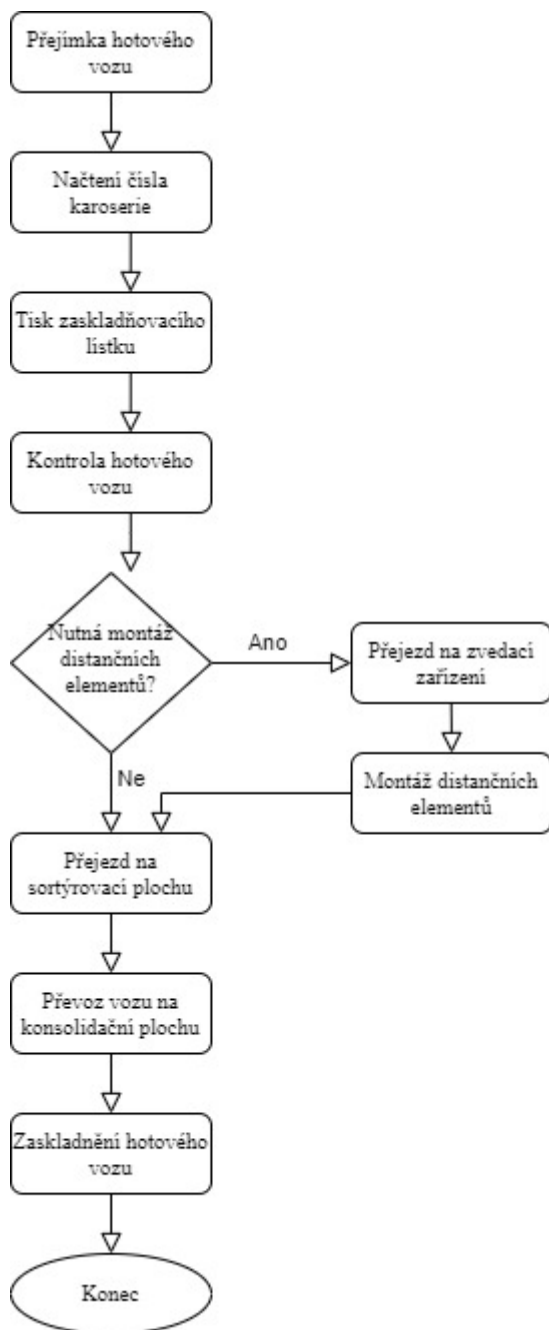 Přejímka hotového
vozu
Načtení čísla
karoserie
Tisk zaskladňovacího
lístku
Kontrola hotového
vozu
Nutná montáž
distančních
elementů?
Ano
Přejezd na zvedací
zařízení
Ne
Montáž distančních
elementů
Přejezd na
sortýrovací plochu
Převoz vozu na
konsolidační plochu
Zaskladnění hotového
vozu
Konec